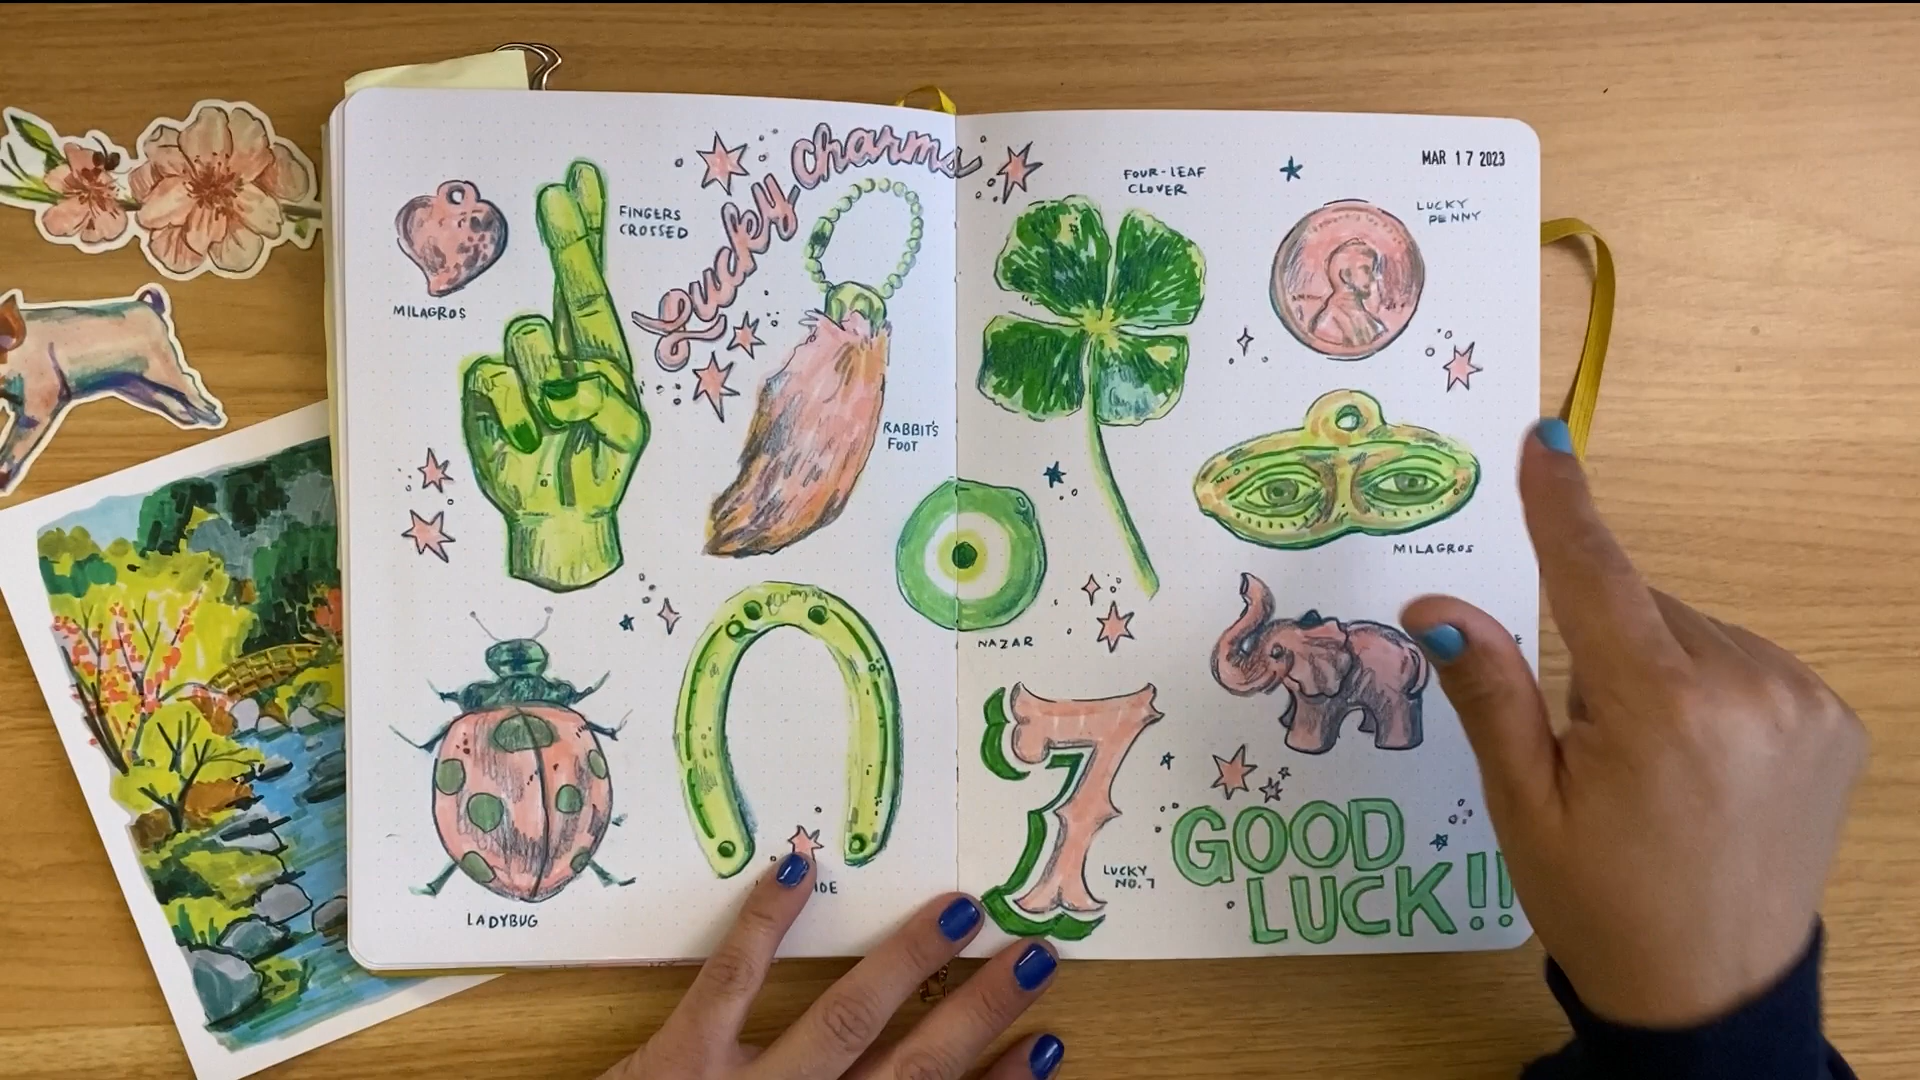 Lucky charms
MILAGROS
FINGERS
CROSSED
RABBIT'S
FOOT
LADYBUG
NAZAR
FOUR-LEAF
CLOVER
MAR 17 2023
LUCKY
PENNY
MILAGROS
7
LUCKY
NO. 7
GOOD
LUCK!!